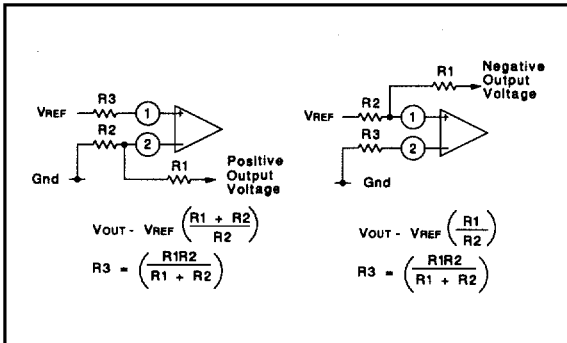 R3
VREF
1
R2
2
R1
Gnd
Positive
Output
Voltage
VOUT - VREF (R1 + R2 / R2)
R3 = (R1R2 / R1 + R2)
R1
Negative
Output
Voltage
R2
VREF
1
R3
2
Gnd
VOUT - VREF (R1 / R2)
R3 = (R1R2 / R1 + R2)